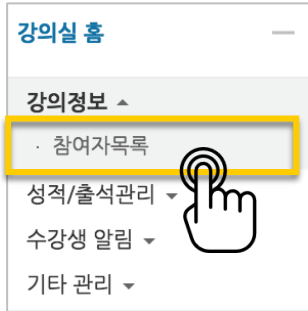 강의실 홈
강의정보
· 참여자목록
성적/출석관리
수강생 알림
기타 관리